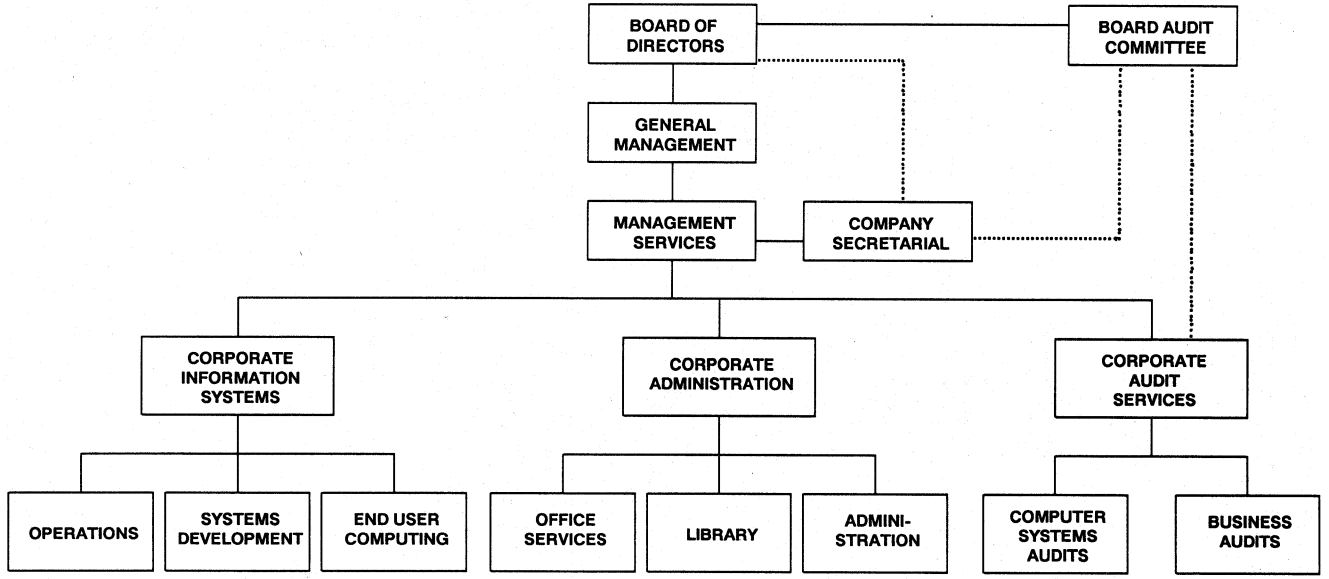 BOARD OF
DIRECTORS
BOARD AUDIT
COMMITTEE
GENERAL
MANAGEMENT
MANAGEMENT
SERVICES
COMPANY
SECRETARIAL
CORPORATE
INFORMATION
SYSTEMS
CORPORATE
ADMINISTRATION
CORPORATE
AUDIT
SERVICES
OPERATIONS
SYSTEMS
DEVELOPMENT
END USER
COMPUTING
OFFICE
SERVICES
LIBRARY
ADMINI-
STRATION
COMPUTER
SYSTEMS
AUDITS
BUSINESS
AUDITS